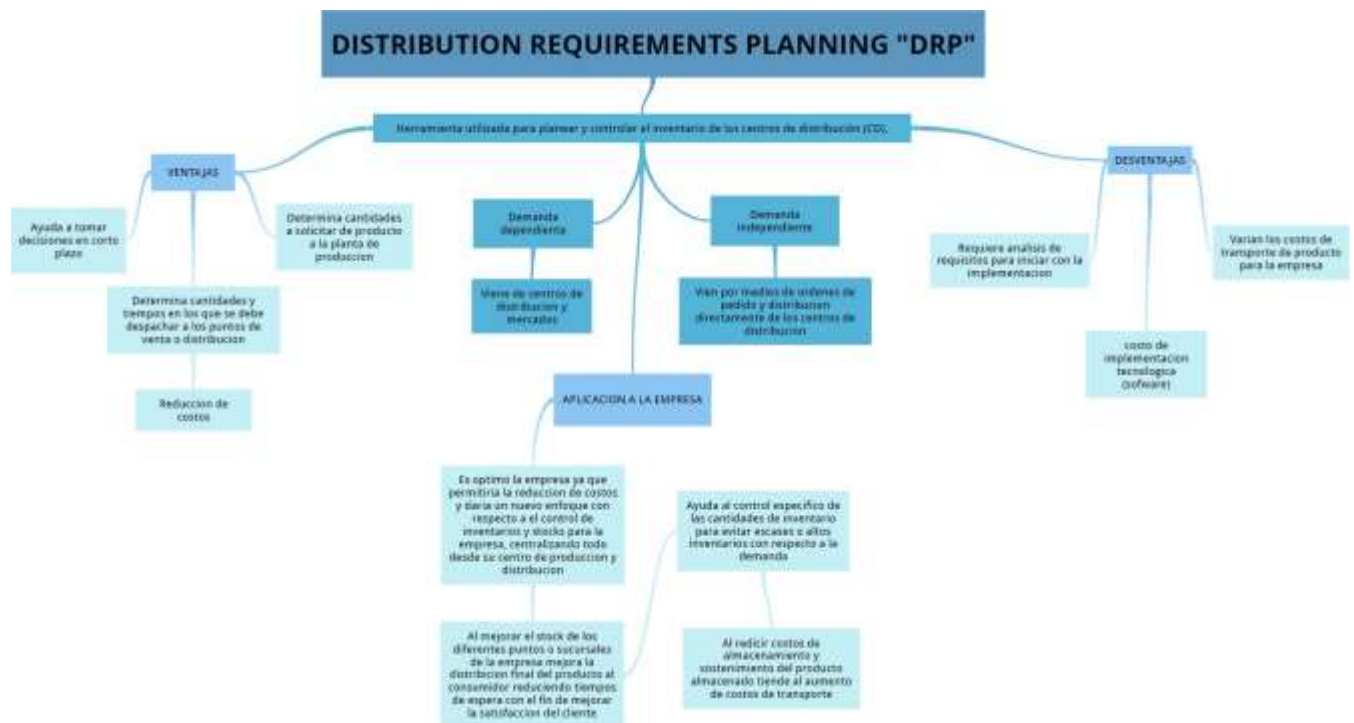 DISTRIBUTION REQUIREMENTS PLANNING "DRP"
Herramienta utilizada para planear y controlar el inventario de los centros de distribución (CD),
VENTAJAS
Ayuda a tomar
decisiones en corto
plazo
Determina cantidades
a solicitar de producto
a la planta de
produccion
Determina cantidades y
tiempos en los que se debe
despachar a los puntos de
venta o distribucion
Reduccion de
costos
Demanda
dependiente
Viene de centros de
distribucion y
mercados
Demanda
independiente
Vien por medios de ordenes de
pedido y distribucion
directamente de los centros de
distribucion
DESVENTAJAS
Requiere analisis de
requisitos para iniciar con la
implementacion
Varian los costos de
transporte de producto
para la empresa
costo de
implementacion
tecnologica
(sofware)
APLICACION A LA EMPRESA
Es optimo la empresa ya que
permitiria la reduccion de costos
y daria un nuevo enfoque con
respecto a el control de
inventarios y stocks para la
empresa, centralizando todo
desde su centro de produccion y
distribucion
Al mejorar el stock de los
diferentes puntos o sucursales
de la empresa mejora la
distribucion final del producto al
consumidor reduciendo tiempos
de espera con el fin de mejorar
la satisfaccion del cliente
Ayuda al control especifico de
las cantidades de inventario
para evitar escases o altos
inventarios con respecto a la
demanda
Al redicir costos de
almacenamiento y
sostenimiento del producto
almacenado tiende al aumento
de costos de transporte